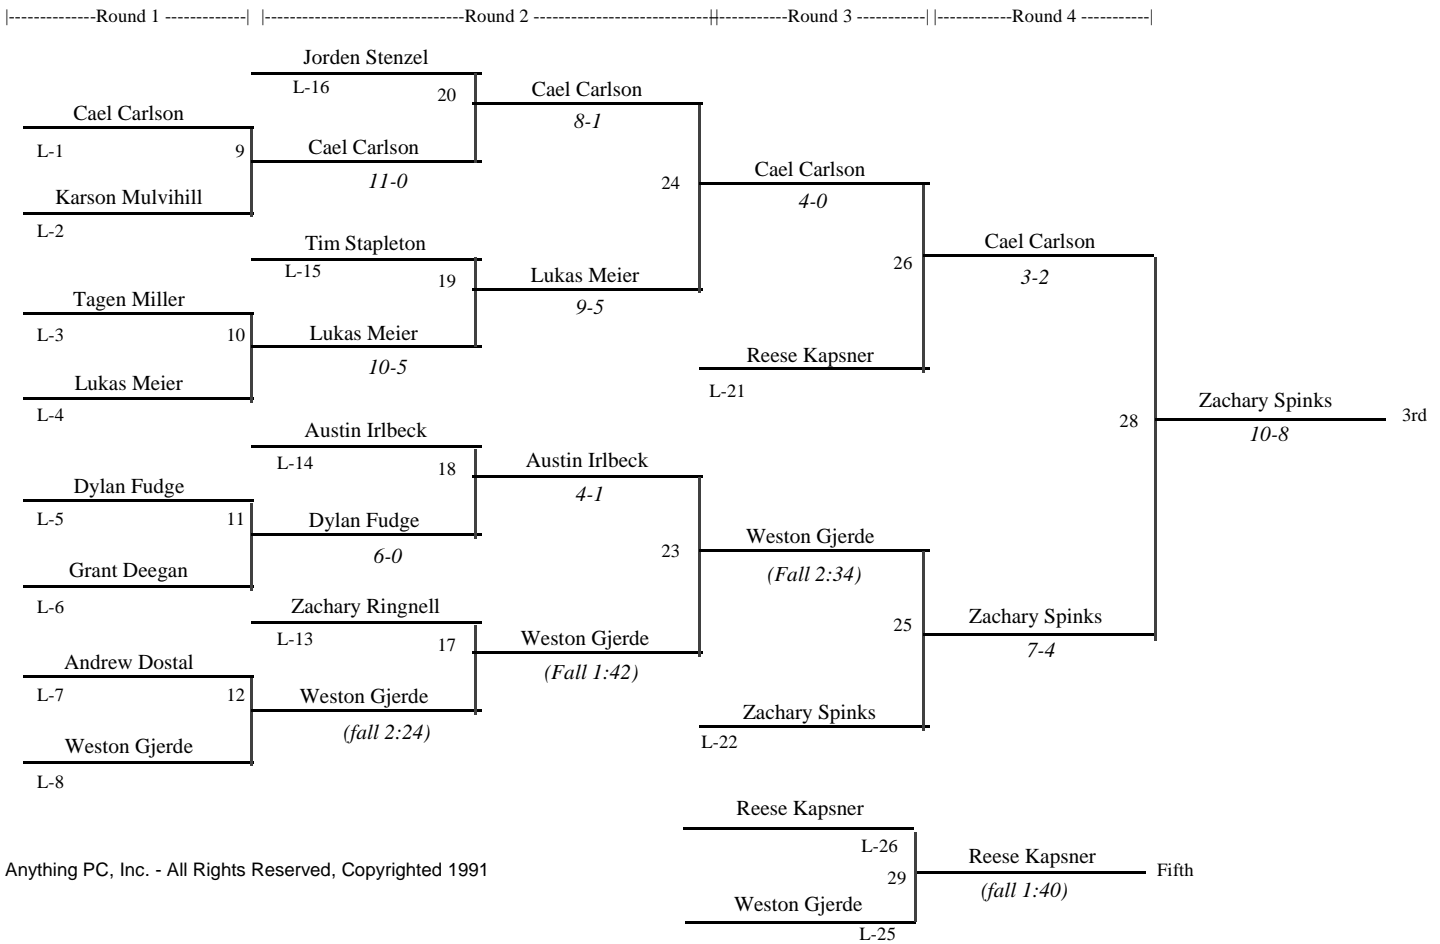 |--------------Round 1 -------------| |-------------------------------Round 2 ---------------------------||-----------Round 3 -----------| |------------Round 4 -----------|
Jorden Stenzel
L-16
20
Cael Carlson
8-1
Cael Carlson
L-1
9
Cael Carlson
11-0
Karson Mulvihill
L-2
24
Cael Carlson
4-0
Tim Stapleton
L-15
19
Lukas Meier
9-5
26
Cael Carlson
3-2
Tagen Miller
L-3
10
Lukas Meier
10-5
Lukas Meier
L-4
Reese Kapsner
L-21
28
Zachary Spinks
10-8
3rd
Austin Irlbeck
L-14
18
Austin Irlbeck
4-1
Dylan Fudge
L-5
11
Dylan Fudge
6-0
Grant Deegan
L-6
23
Weston Gjerde
(Fall 2:34)
Zachary Ringnell
L-13
17
Weston Gjerde
(Fall 1:42)
25
Zachary Spinks
7-4
Andrew Dostal
L-7
12
Weston Gjerde
(fall 2:24)
Weston Gjerde
L-8
Zachary Spinks
L-22
Reese Kapsner
L-26
29
Reese Kapsner
(fall 1:40)
Fifth
Weston Gjerde
L-25
Anything PC, Inc. - All Rights Reserved, Copyrighted 1991